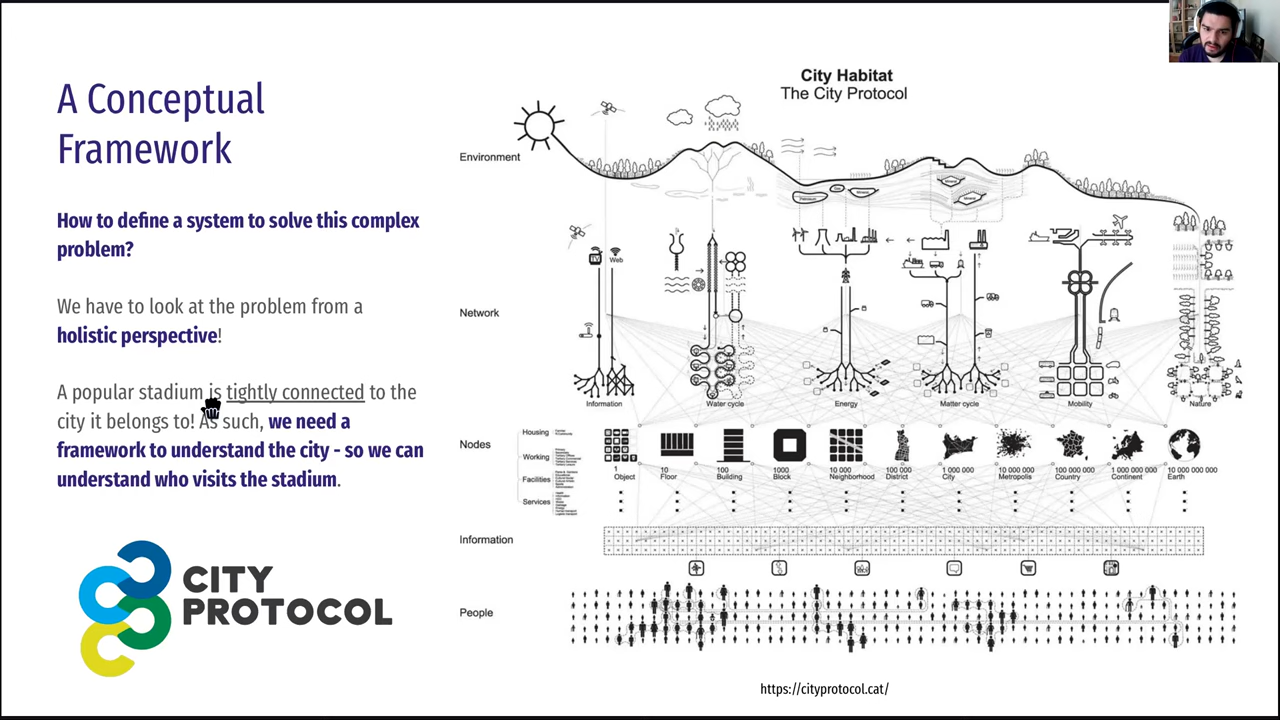 A Conceptual
Framework
How to define a system to solve this complex
problem?
We have to look at the problem from a
holistic perspective!
A popular stadium is tightly connected to the
city it belongs to! As such, we need a
framework to understand the city - so we can
understand who visits the stadium.
CITY
PROTOCOL
City Habitat
The City Protocol
Environment
Network
TV
Web
Information
Water cycle
Energy
Matter cycle
Mobility
Nature
Nodes
Housing
Working
Facilities
Services
1
Object
10
Floor
100
Building
1000
Block
10 000
Neighborhood
100 000
District
1 000 000
City
10 000 000
Metropolis
100 000 000
Country
1 000 000 000
Continent
10 000 000 000
Earth
Information
People
https://cityprotocol.cat/